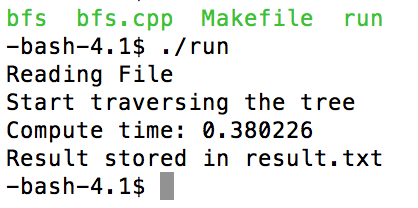 bfs  bfs.cpp  Makefile  run
-bash-4.1$ ./run
Reading File
Start traversing the tree
Compute time: 0.380226
Result stored in result.txt
-bash-4.1$